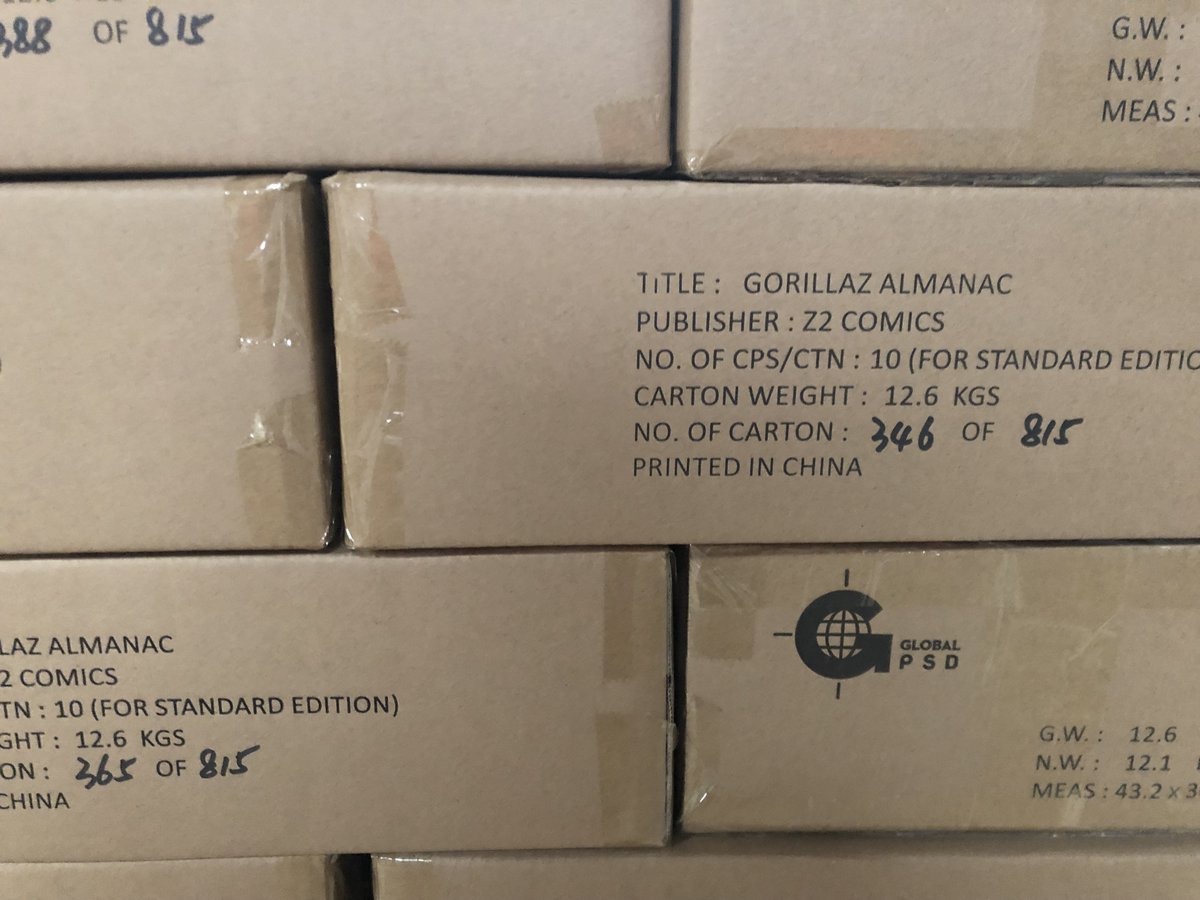 388 OF 815
G.W. :
N.W. :
MEAS :
TITLE : GORILLAZ ALMANAC
PUBLISHER : Z2 COMICS
NO. OF CPS/CTN : 10 (FOR STANDARD EDITIO
CARTON WEIGHT : 12.6 KGS
NO. OF CARTON : 346 OF 815
PRINTED IN CHINA
LAZ ALMANAC
2 COMICS
TN : 10 (FOR STANDARD EDITION)
GHT : 12.6 KGS
ON : 365 OF 815
CHINA
GLOBAL
PSD
G.W. : 12.6
N.W. : 12.1
MEAS : 43.2 x 3